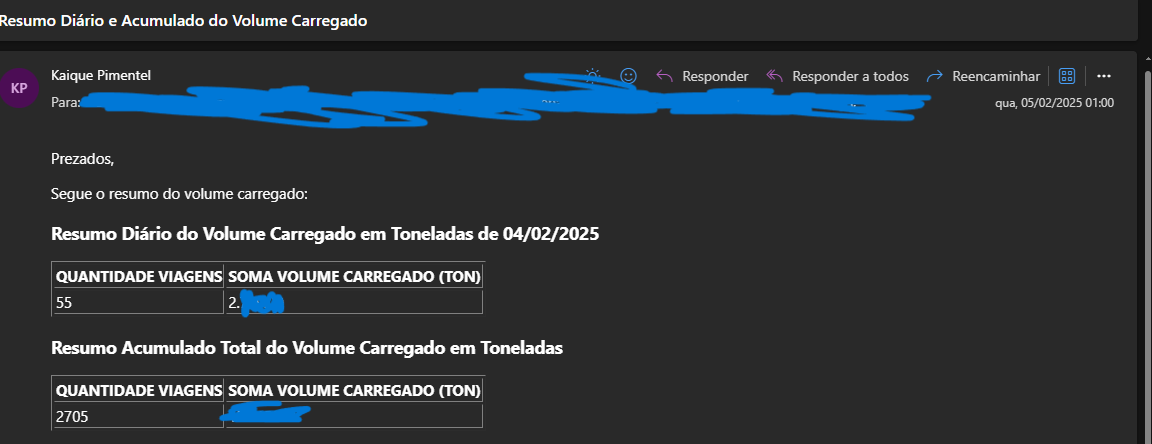 Resumo Diário e Acumulado do Volume Carregado
KP
Kaique Pimentel
Responder
Responder a todos
Reencaminhar
Para:
qua, 05/02/2025 01:00
Prezados,
Segue o resumo do volume carregado:
Resumo Diário do Volume Carregado em Toneladas de 04/02/2025
QUANTIDADE VIAGENS SOMA VOLUME CARREGADO (TON)
55 2.
Resumo Acumulado Total do Volume Carregado em Toneladas
QUANTIDADE VIAGENS SOMA VOLUME CARREGADO (TON)
2705